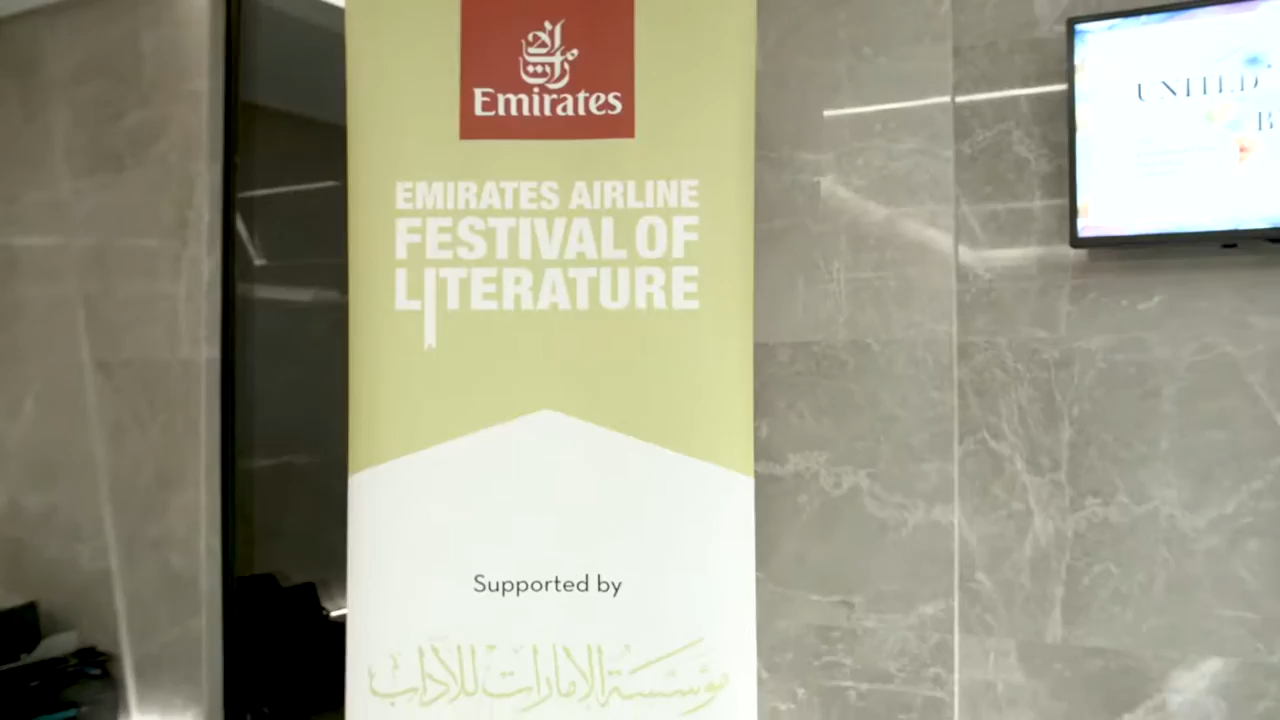 Emirates
EMIRATES AIRLINE
FESTIVAL OF
LITERATURE
Supported by
مؤسسة الإمارات للآداب
UNITED
B